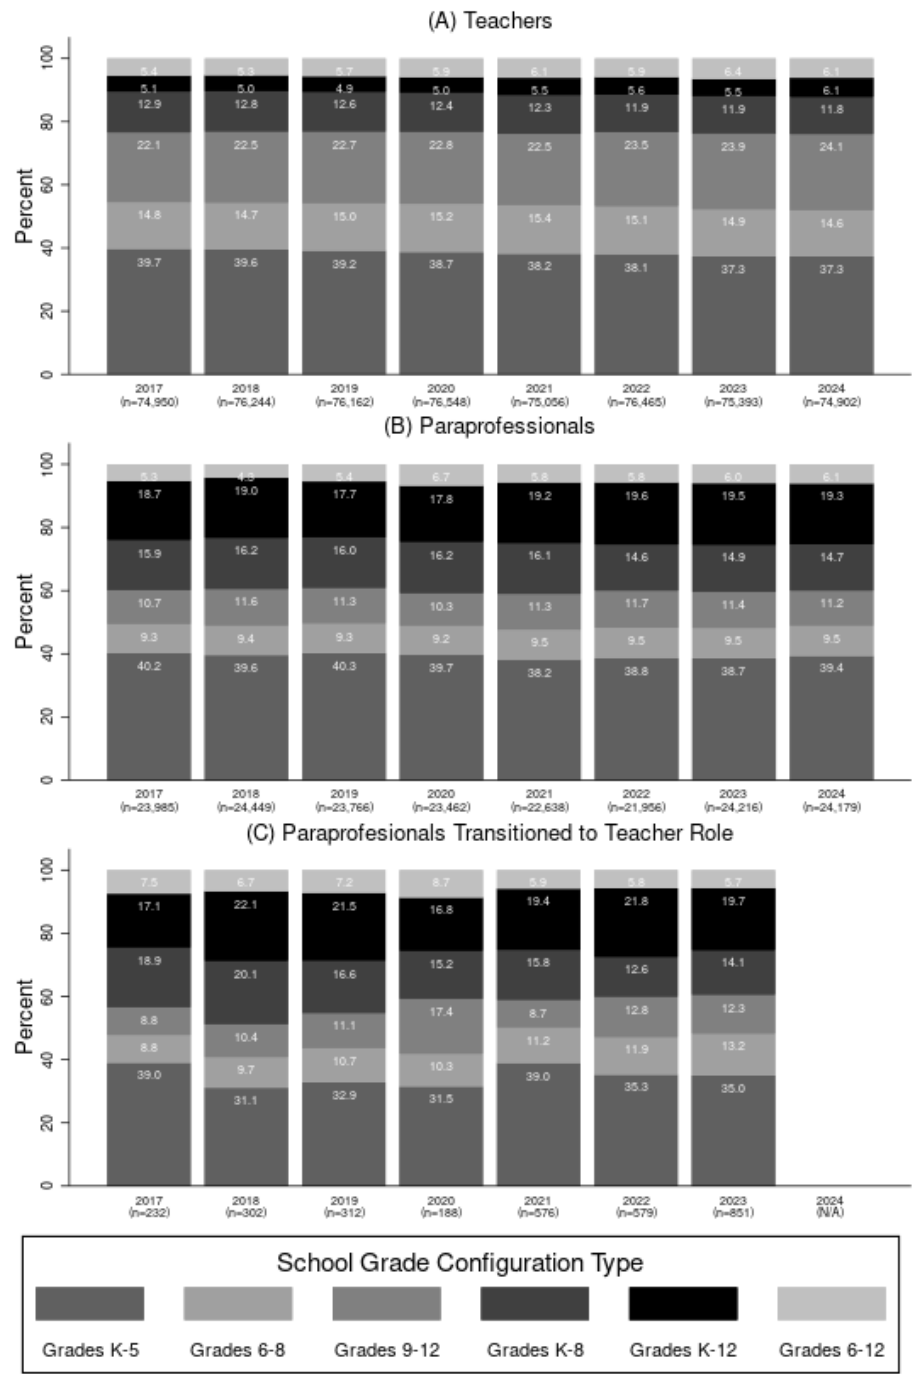 (A) Teachers
Percent
100
80
60
40
20
0
5.4 5.3 5.7 5.9 6.1 5.9 6.4 6.1
5.1 5.0 4.9 5.0 5.5 5.6 5.5 6.1
12.9 12.8 12.6 12.4 12.3 11.9 11.9 11.8
22.1 22.5 22.7 22.8 22.5 23.5 23.9 24.1
14.8 14.7 15.0 15.2 15.4 15.1 14.9 14.6
39.7 39.6 39.2 38.7 38.2 38.1 37.3 37.3
2017 2018 2019 2020 2021 2022 2023 2024
(n=74,950) (n=76,244) (n=76,162) (n=76,548) (n=75,056) (n=76,465) (n=75,393) (n=74,902)
(B) Paraprofessionals
Percent
100
80
60
40
20
0
5.3 4.3 5.4 6.7 5.8 5.8 6.0 6.1
18.7 19.0 17.7 17.8 19.2 19.6 19.5 19.3
15.9 16.2 16.0 16.2 16.1 14.6 14.9 14.7
10.7 11.6 11.3 10.3 11.3 11.7 11.4 11.2
9.3 9.4 9.3 9.2 9.5 9.5 9.5 9.5
40.2 39.6 40.3 39.7 38.2 38.8 38.7 39.4
2017 2018 2019 2020 2021 2022 2023 2024
(n=23,985) (n=24,449) (n=23,766) (n=23,462) (n=22,638) (n=21,956) (n=24,216) (n=24,179)
(C) Paraprofesionals Transitioned to Teacher Role
Percent
100
80
60
40
20
0
7.5 6.7 7.2 8.7 5.9 5.8 5.7
17.1 22.1 21.5 16.8 19.4 21.8 19.7
18.9 20.1 16.6 15.2 15.8 12.6 14.1
8.8 10.4 11.1 17.4 8.7 12.8 12.3
8.8 9.7 10.7 10.3 11.2 11.9 13.2
39.0 31.1 32.9 31.5 39.0 35.3 35.0
2017 2018 2019 2020 2021 2022 2023 2024
(n=232) (n=302) (n=312) (n=188) (n=576) (n=579) (n=851) (N/A)
School Grade Configuration Type
Grades K-5 Grades 6-8 Grades 9-12 Grades K-8 Grades K-12 Grades 6-12